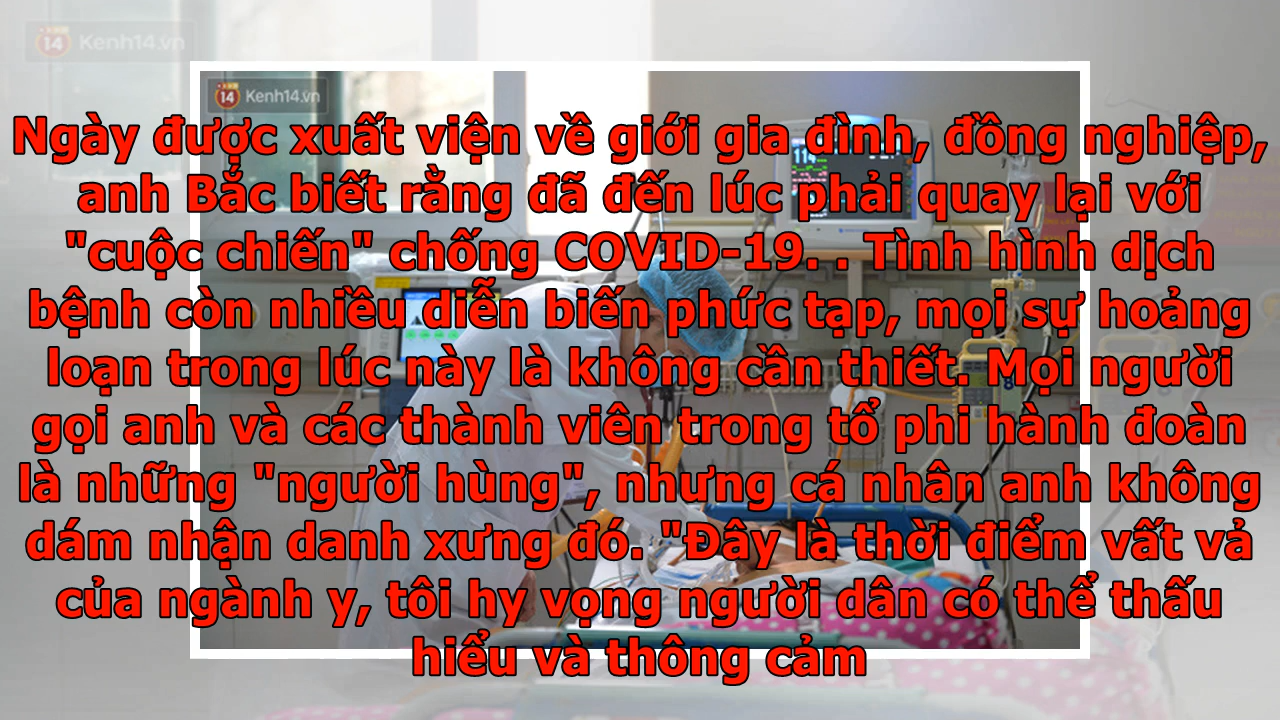 14 Kenh14.vn
14 Kenh14.vn
Ngày được xuất viện về giới gia đình, đồng nghiệp,
anh Bắc biết rằng đã đến lúc phải quay lại với
"cuộc chiến" chống COVID-19. . Tình hình dịch
bệnh còn nhiều diễn biến phức tạp, mọi sự hoảng
loạn trong lúc này là không cần thiết. Mọi người
gọi anh và các thành viên trong tổ phi hành đoàn
là những "người hùng", nhưng cá nhân anh không
dám nhận danh xưng đó. "Đây là thời điểm vất vả
của ngành y, tôi hy vọng người dân có thể thấu
hiểu và thông cảm